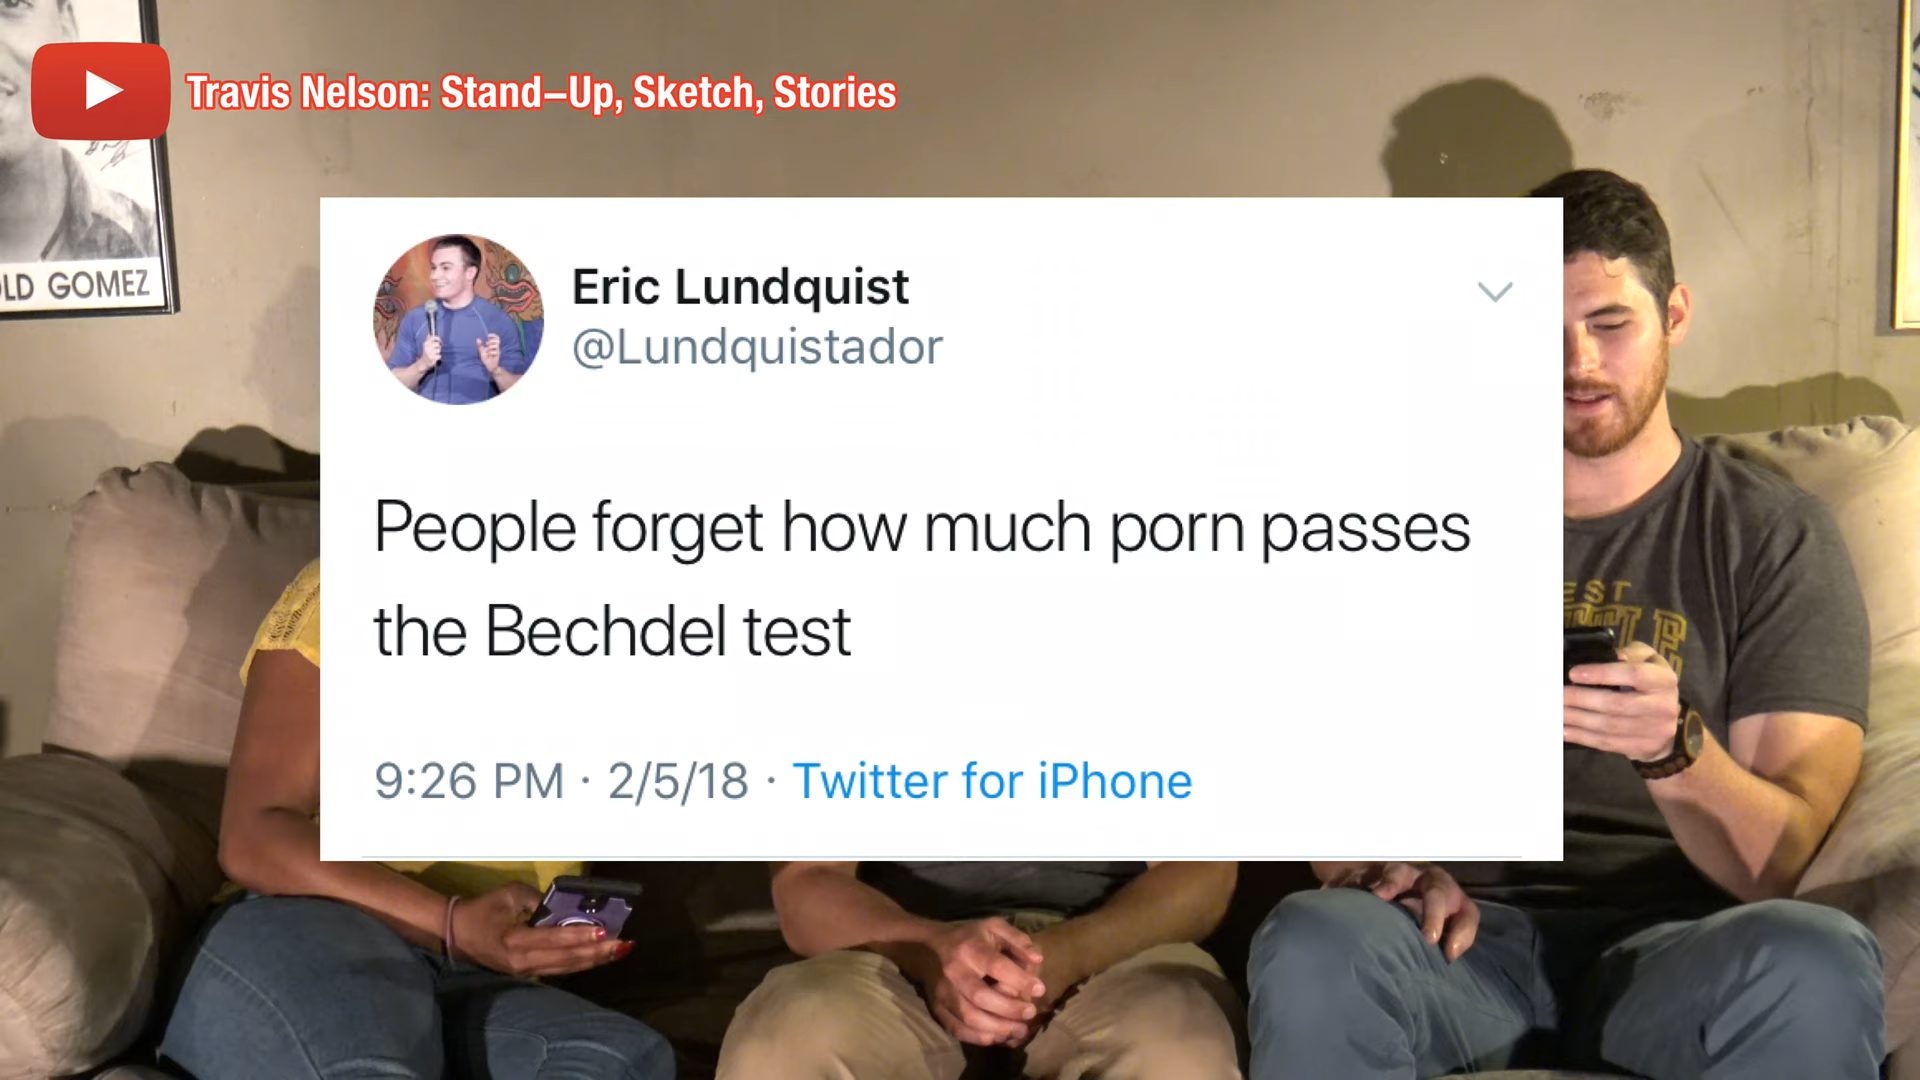 Travis Nelson: Stand–Up, Sketch, Stories
LD GOMEZ
Eric Lundquist
@Lundquistador
People forget how much porn passes
the Bechdel test
EST
9:26 PM · 2/5/18 · Twitter for iPhone